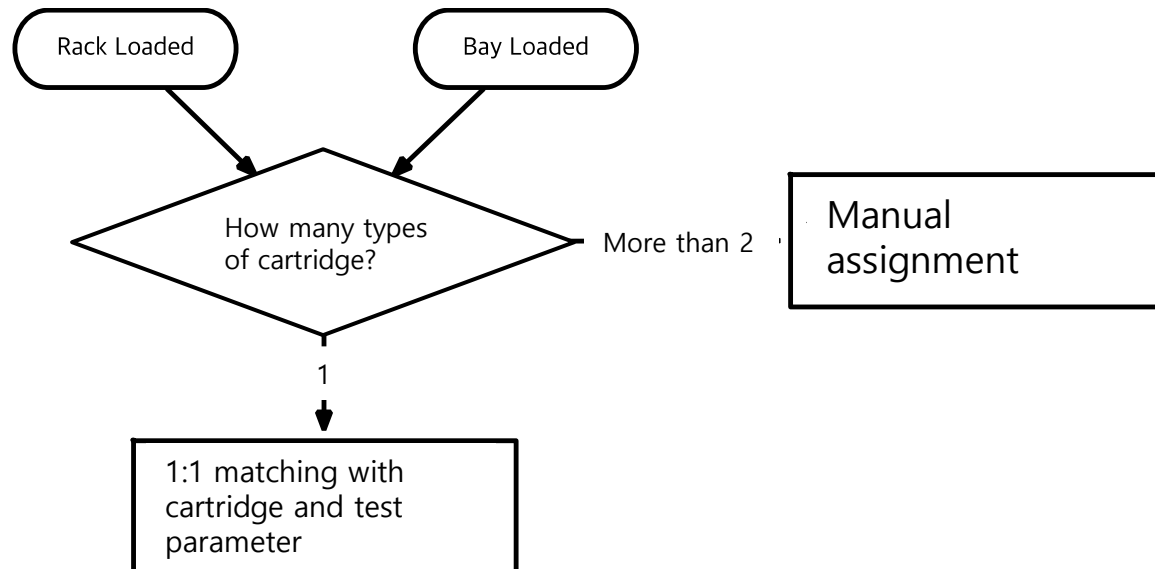 Rack Loaded
Bay Loaded
How many types
of cartridge?
More than 2
Manual
assignment
1
1:1 matching with
cartridge and test
parameter